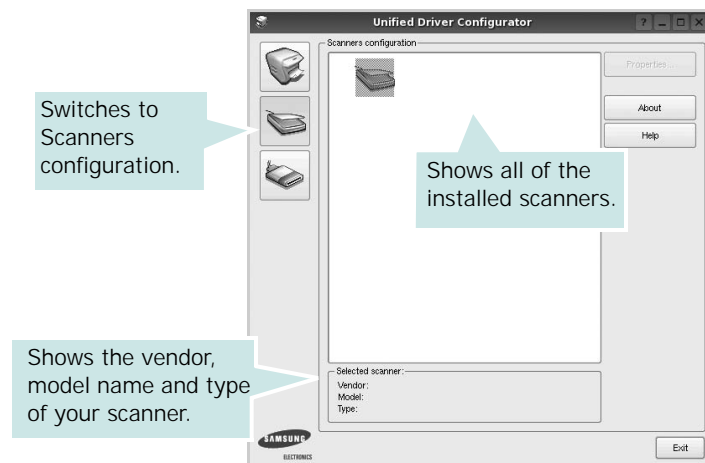 Unified Driver Configurator
Scanners configuration
Properties ...
About
Help
Switches to
Scanners
configuration.
Shows all of the
installed scanners.
Shows the vendor,
model name and type
of your scanner.
Selected scanner:
Vendor:
Model:
Type:
SAMSUNG
ELECTRONICS
Exit